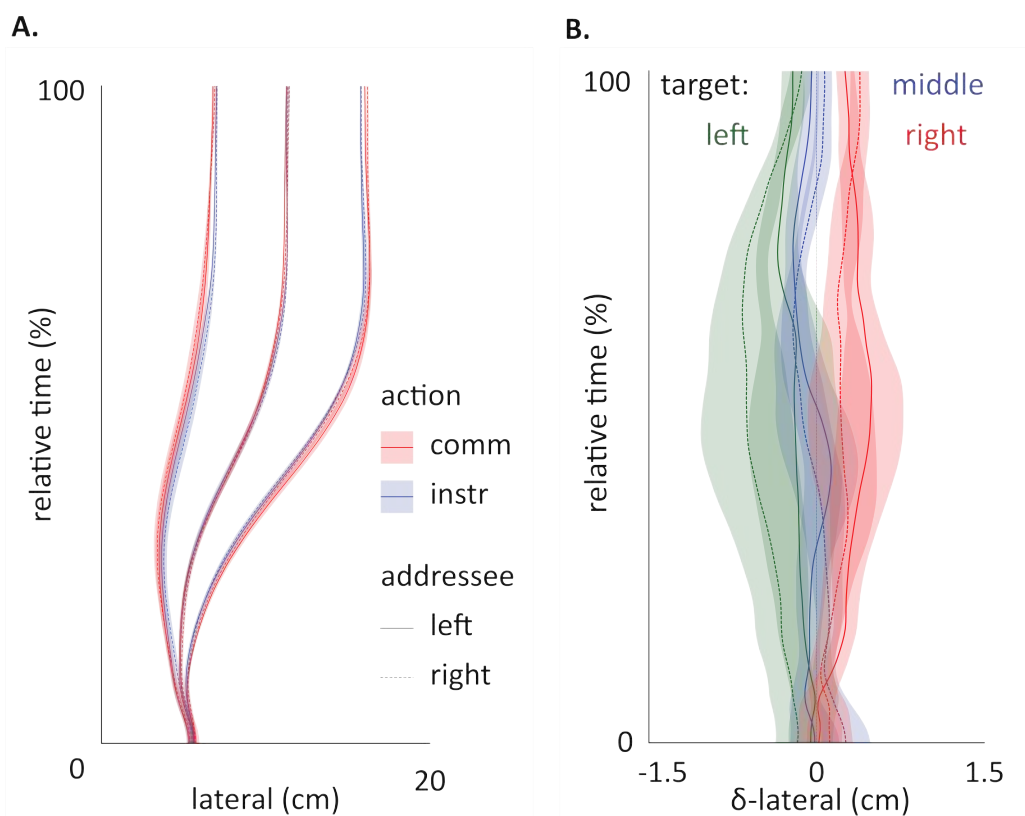 A.
100
relative time (%)
action
comm
instr
addressee
left
right
0
20
lateral (cm)
B.
100
target:
middle
left
right
relative time (%)
0
-1.5
0
1.5
δ-lateral (cm)